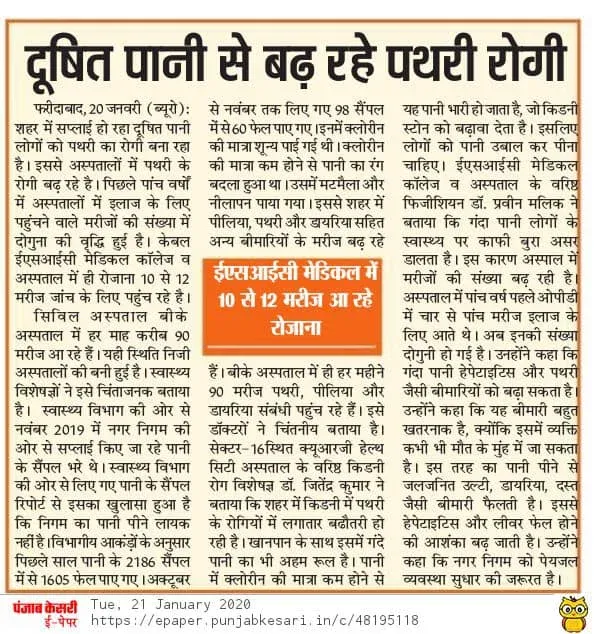 दूषित पानी से बढ़ रहे पथरी रोगी
फरीदाबाद, 20 जनवरी (ब्यूरो):
शहर में सप्लाई हो रहा दूषित पानी
लोगों को पथरी का रोगी बना रहा
है। इससे अस्पतालों में पथरी के
रोगी बढ़ रहे है। पिछले पांच वर्षों
में अस्पतालों में इलाज के लिए
पहुंचने वाले मरीजों की संख्या में
दोगुना की वृद्धि हुई है। केबल
ईएसआईसी मेडिकल कॉलेज व
अस्पताल में ही रोजाना 10 से 12
मरीज जांच के लिए पहुंच रहे है।
सिविल अस्पताल बीके
अस्पताल में हर माह करीब 90
मरीज आ रहे हैं। यही स्थिति निजी
अस्पतालों की बनी हुई है। स्वास्थ्य
विशेषज्ञों ने इसे चिंताजनक बताया
है। स्वास्थ्य विभाग की ओर से
नवंबर 2019 में नगर निगम की
ओर से सप्लाई किए जा रहे पानी
के सैंपल भरे थे। स्वास्थ्य विभाग
की ओर से लिए गए पानी के सैंपल
रिपोर्ट से इसका खुलासा हुआ है
कि निगम का पानी पीने लायक
नहीं है। विभागीय आकंड़ों के अनुसार
पिछले साल पानी के 2186 सैंपल
में से 1605 फेल पाए गए। अक्टूबर
से नवंबर तक लिए गए 98 सैंपल
में से 60 फेल पाए गए। इनमें क्लोरीन
की मात्रा शून्य पाई गई थी। क्लोरीन
की मात्रा कम होने से पानी का रंग
बदला हुआ था। उसमें मटमैला और
नीलापन पाया गया। इससे शहर में
पीलिया, पथरी और डायरिया सहित
अन्य बीमारियों के मरीज बढ़ रहे
ईएसआईसी मेडिकल में
10 से 12 मरीज आ रहे
रोजाना
हैं। बीके अस्पताल में ही हर महीने
90 मरीज पथरी, पीलिया और
डायरिया संबंधी पहुंच रहे हैं। इसे
डॉक्टरों ने चिंतनीय बताया है।
सेक्टर-16स्थित क्यूआरजी हेल्थ
सिटी अस्पताल के वरिष्ठ किडनी
रोग विशेषज्ञ डॉ. जितेंद्र कुमार ने
बताया कि शहर में किडनी में पथरी
के रोगियों में लगातार बढौतरी हो
रही है। खानपान के साथ इसमें गंदे
पानी का भी अहम रूल है। पानी
में क्लोरीन की मात्रा कम होने से
यह पानी भारी हो जाता है, जो किडनी
स्टोन को बढ़ावा देता है। इसलिए
लोगों को पानी उबाल कर पीना
चाहिए। ईएसआईसी मेडिकल
कॉलेज व अस्पताल के वरिष्ठ
फिजीशियन डॉ. प्रवीन मलिक ने
बताया कि गंदा पानी लोगों के
स्वास्थ्य पर काफी बुरा असर
डालता है। इस कारण अस्पाल में
मरीजों की संख्या बढ़ रही है।
अस्पताल में पांच वर्ष पहले ओपीडी
में चार से पांच मरीज इलाज के
लिए आते थे। अब इनकी संख्या
दोगुनी हो गई है। उनहोंने कहा कि
गंदा पानी हेपेटाइटिस और पथरी
जैसी बीमारियों को बढ़ा सकता है।
उन्होंने कहा कि यह बीमारी बहुत
खतरनाक है, क्योंकि इसमें व्यक्ति
कभी भी मौत के मुंह में जा सकता
है। इस तरह का पानी पीने से
जलजनित उल्टी, डायरिया, दस्त
जैसी बीमारी फैलती है। इससे
हेपेटाइटिस और लीवर फेल होने
की आशंका बढ़ जाती है। उन्होंने
कहा कि नगर निगम को पेयजल
व्यवस्था सुधार की जरूरत है।
पंजाब केसरी
ई-पेपर
Tue, 21 January 2020
https://epaper.punjabkesari.in/c/48195118